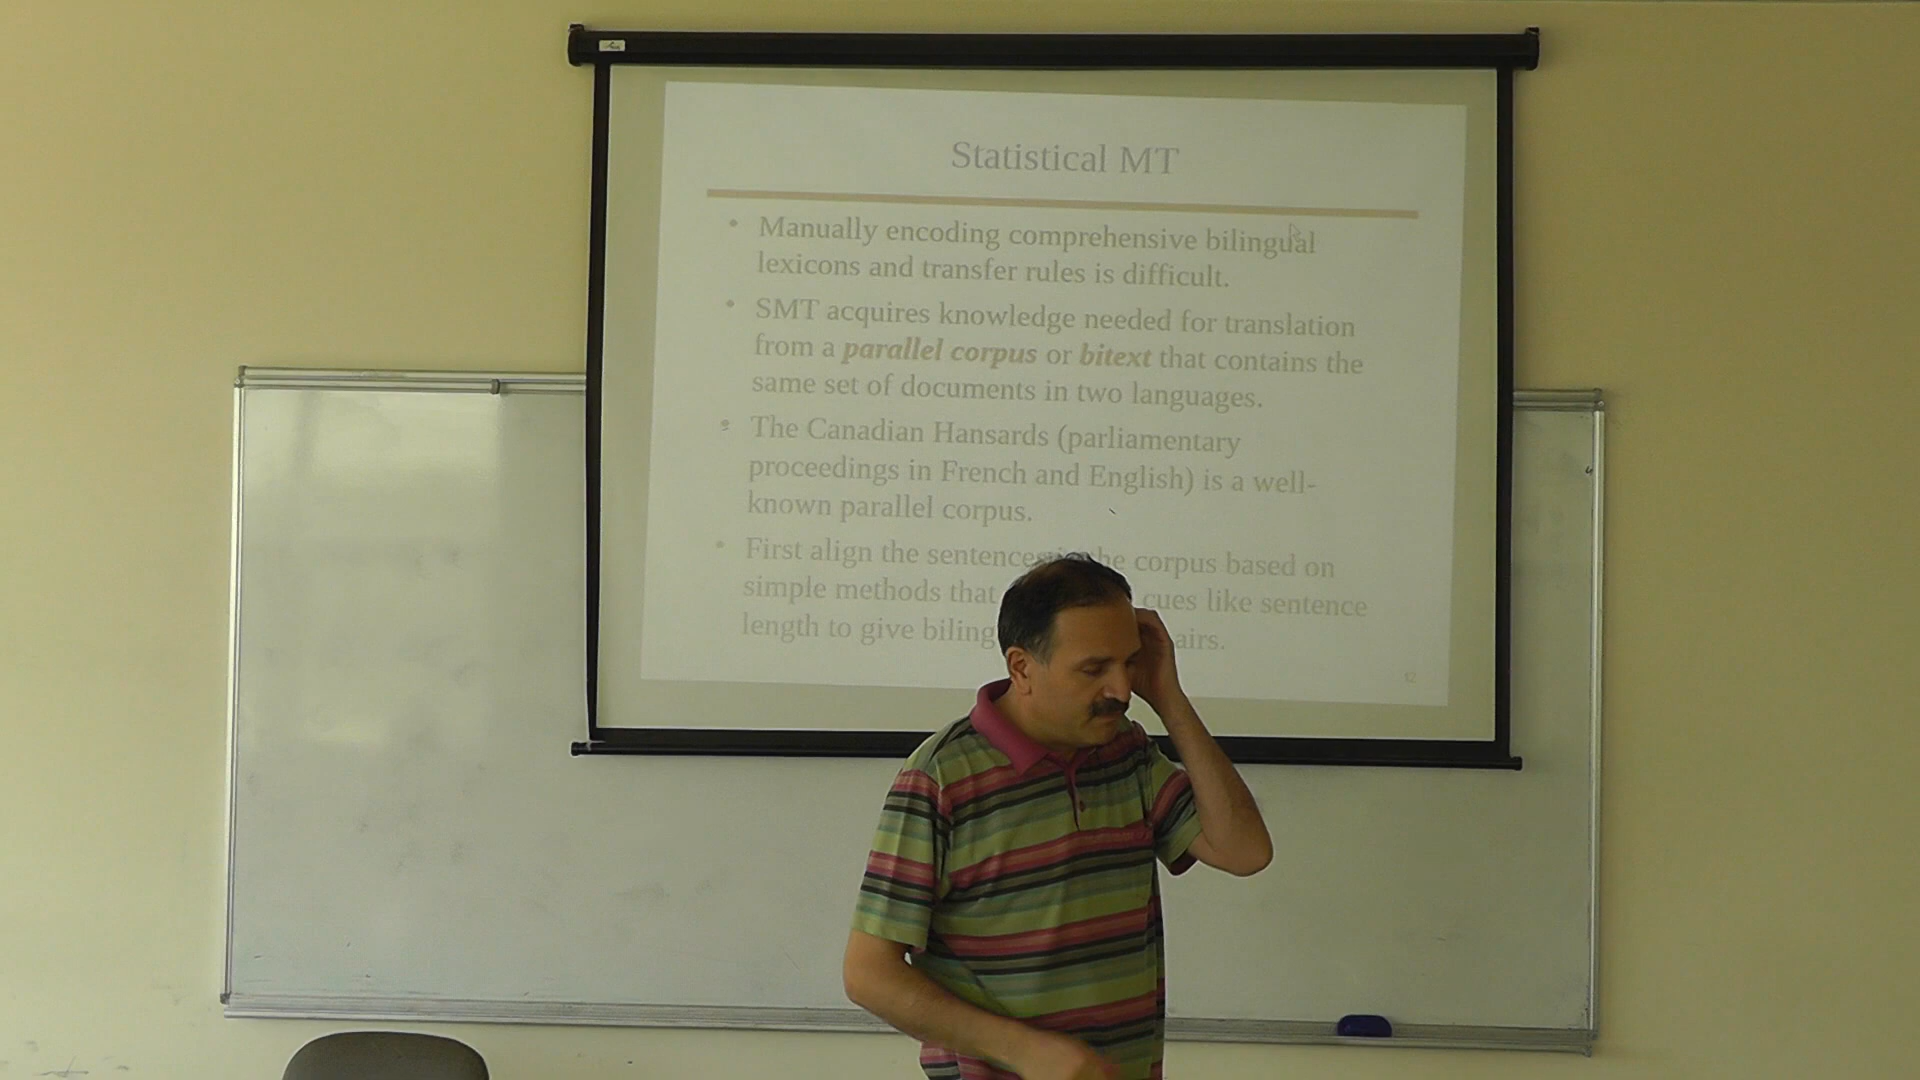 Statistical MT
• Manually encoding comprehensive bilingual
lexicons and transfer rules is difficult.
• SMT acquires knowledge needed for translation
from a parallel corpus or bitext that contains the
same set of documents in two languages.
• The Canadian Hansards (parliamentary
proceedings in French and English) is a well-
known parallel corpus.
• First align the sentences corpus based on
simple methods that cues like sentence
length to give
12